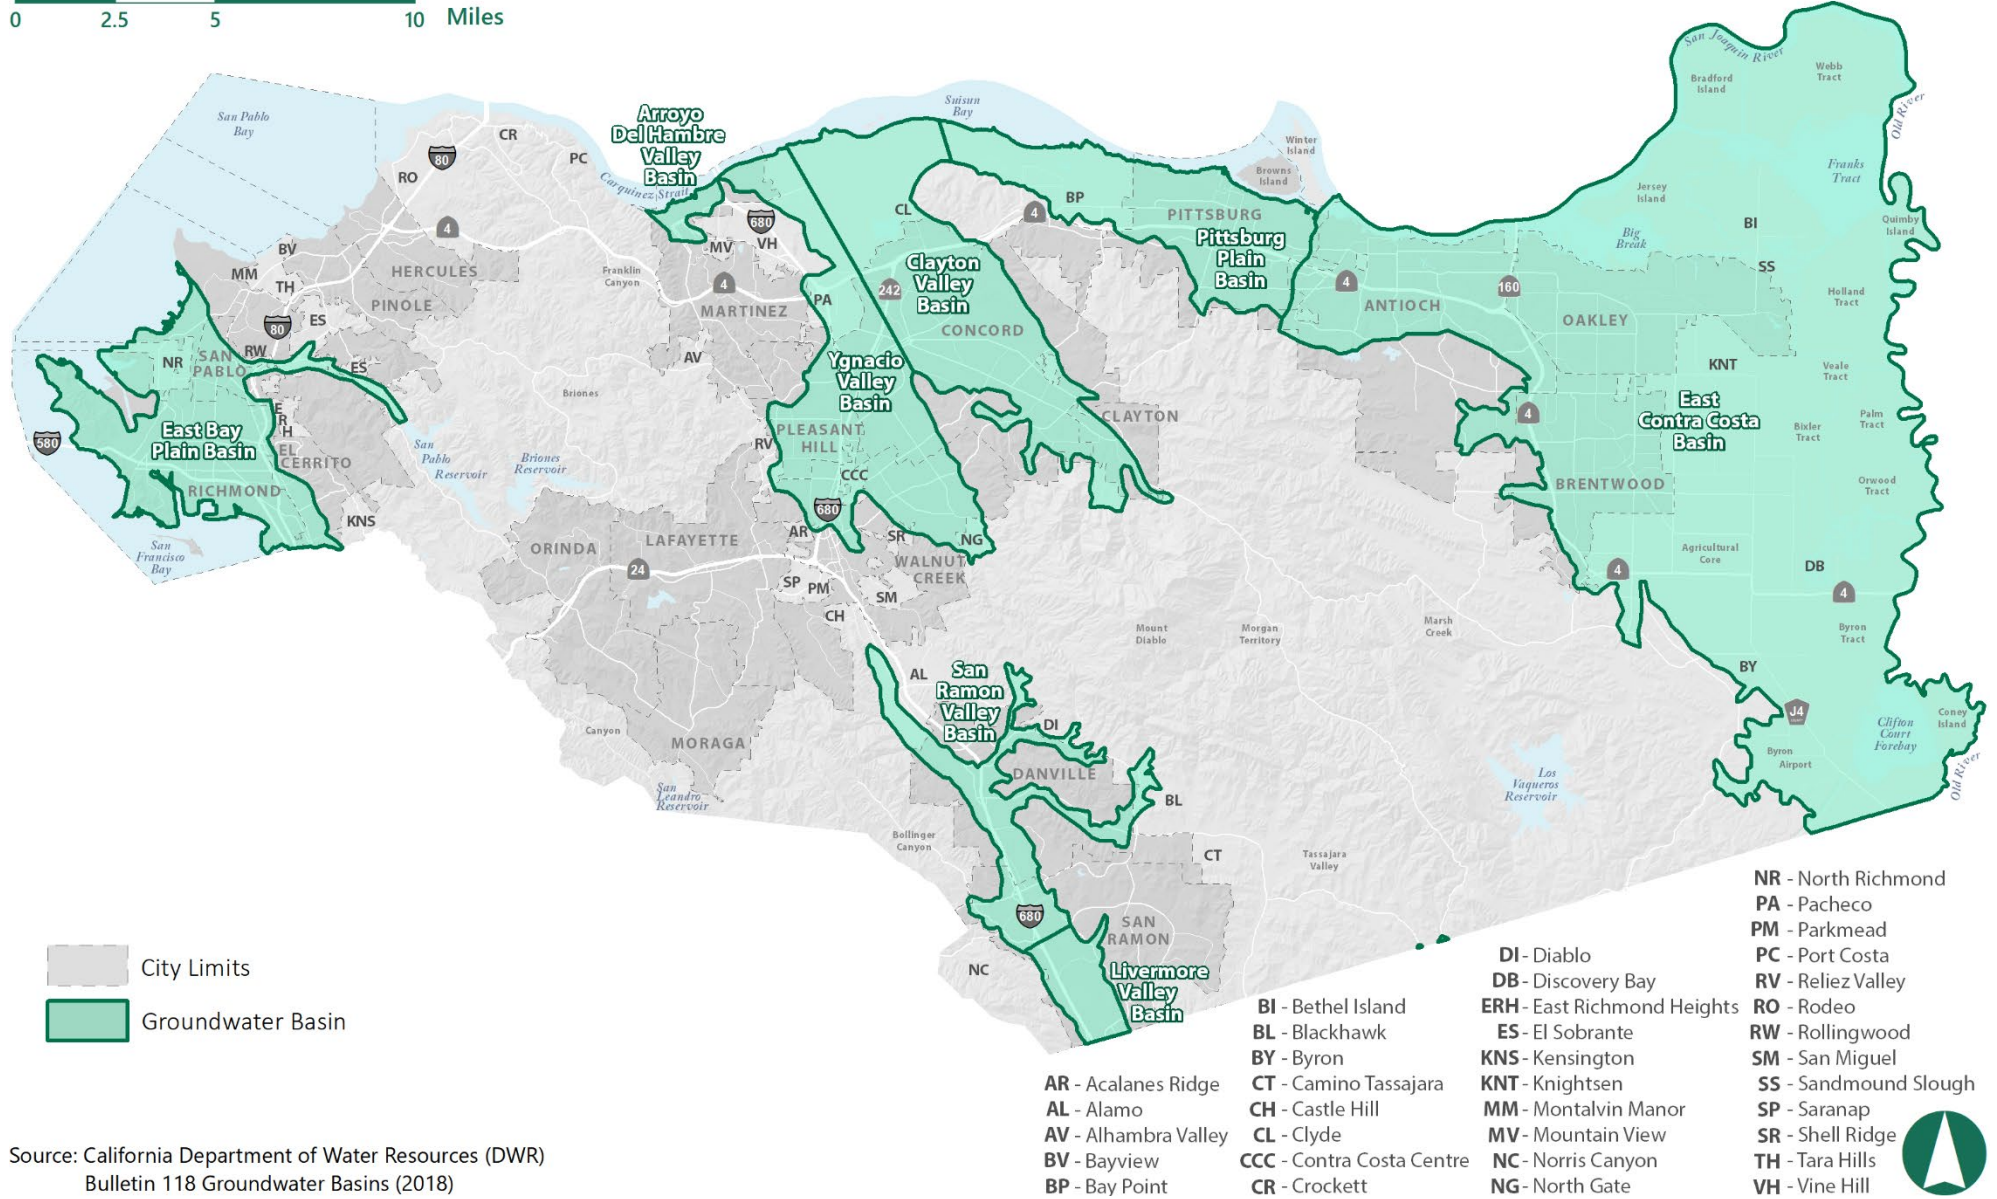 0 2.5 5 10 Miles
San Joaquin River
Webb
Tract
Bradford
Island
Old River
San Pablo
Bay
Suisun
Bay
Arroyo
Del Hambre
Valley
Basin
CR
80
PC
RO
Carquinez Strait
Winter
Island
Browns
Island
Franks
Tract
Jersey
Island
BP
4
PITTSBURG
Pittsburg
Plain
Basin
CL
680
MV
VH
4
BV
MM
TH
HERCULES
PINOLE
Franklin
Canyon
4
MARTINEZ
PA
242
Clayton
Valley
Basin
CONCORD
Big
Break
BI
Quimby
Island
SS
4
ANTIOCH
160
OAKLEY
Holland
Tract
80
ES
RW
NR
SAN
PABLO
ES
AV
Ygnacio
Valley
Basin
KNT
Veale
Tract
Briones
E
R
H
EL
CERRITO
580
East Bay
Plain Basin
RICHMOND
San
Pablo
Reservoir
Briones
Reservoir
RV
PLEASANT
HILL
CCC
CLAYTON
4
East
Contra Costa
Basin
Bixler
Tract
Palm
Tract
BRENTWOOD
Orwood
Tract
KNS
San
Francisco
Bay
680
AR
SR
NG
ORINDA
LAFAYETTE
WALNUT
CREEK
24
SP
PM
SM
CH
Agricultural
Core
4
DB
4
Byron
Tract
Mount
Diablo
Morgan
Territory
Marsh
Creek
AL
San
Ramon
Valley
Basin
DI
BY
J4
Clifton
Court
Forebay
Coney
Island
Byron
Airport
Old River
Canyon
MORAGA
DANVILLE
San
Leandro
Reservoir
BL
Los
Vaqueros
Reservoir
Bollinger
Canyon
CT
Tassajara
Valley
680
SAN
RAMON
NC
Livermore
Valley
Basin
City Limits
Groundwater Basin
AR - Acalanes Ridge
AL - Alamo
AV - Alhambra Valley
BV - Bayview
BP - Bay Point
BI - Bethel Island
BL - Blackhawk
BY - Byron
CT - Camino Tassajara
CH - Castle Hill
CL - Clyde
CCC - Contra Costa Centre
CR - Crockett
DI - Diablo
DB - Discovery Bay
ERH - East Richmond Heights
ES - El Sobrante
KNS - Kensington
KNT - Knightsen
MM - Montalvin Manor
MV - Mountain View
NC - Norris Canyon
NG - North Gate
NR - North Richmond
PA - Pacheco
PM - Parkmead
PC - Port Costa
RV - Reliez Valley
RO - Rodeo
RW - Rollingwood
SM - San Miguel
SS - Sandmound Slough
SP - Saranap
SR - Shell Ridge
TH - Tara Hills
VH - Vine Hill
Source: California Department of Water Resources (DWR)
Bulletin 118 Groundwater Basins (2018)